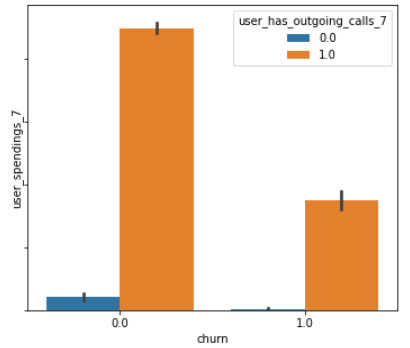 user_has_outgoing_calls_7
0.0
1.0
user_spendings_7
0.0
1.0
churn